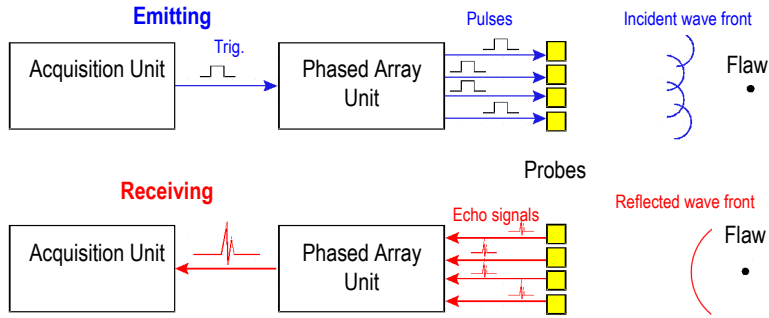 Emitting
Pulses
Incident wave front
Trig.
Acquisition Unit
Phased Array
Unit
Flaw
Probes
Receiving
Echo signals
Reflected wave front
Acquisition Unit
Phased Array
Unit
Flaw